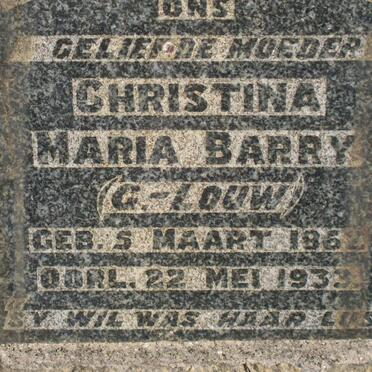 ONS
GELIEFDE MOEDER
CHRISTINA
MARIA BARRY
(G.-LOUW)
GEB. 5 MAART
OORL. 22 MEI
WIL WAS HAAR